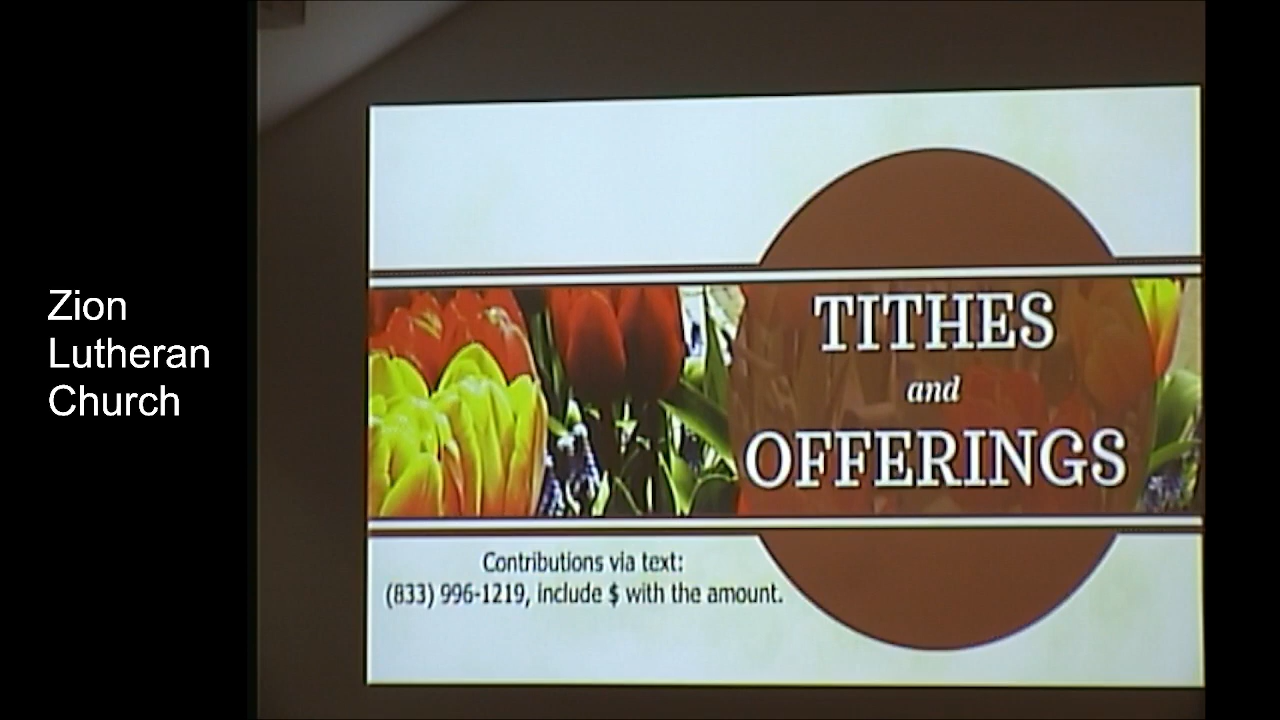 Zion
Lutheran
Church
TITHES
and
OFFERINGS
Contributions via text:
(833) 996-1219, include $ with the amount.